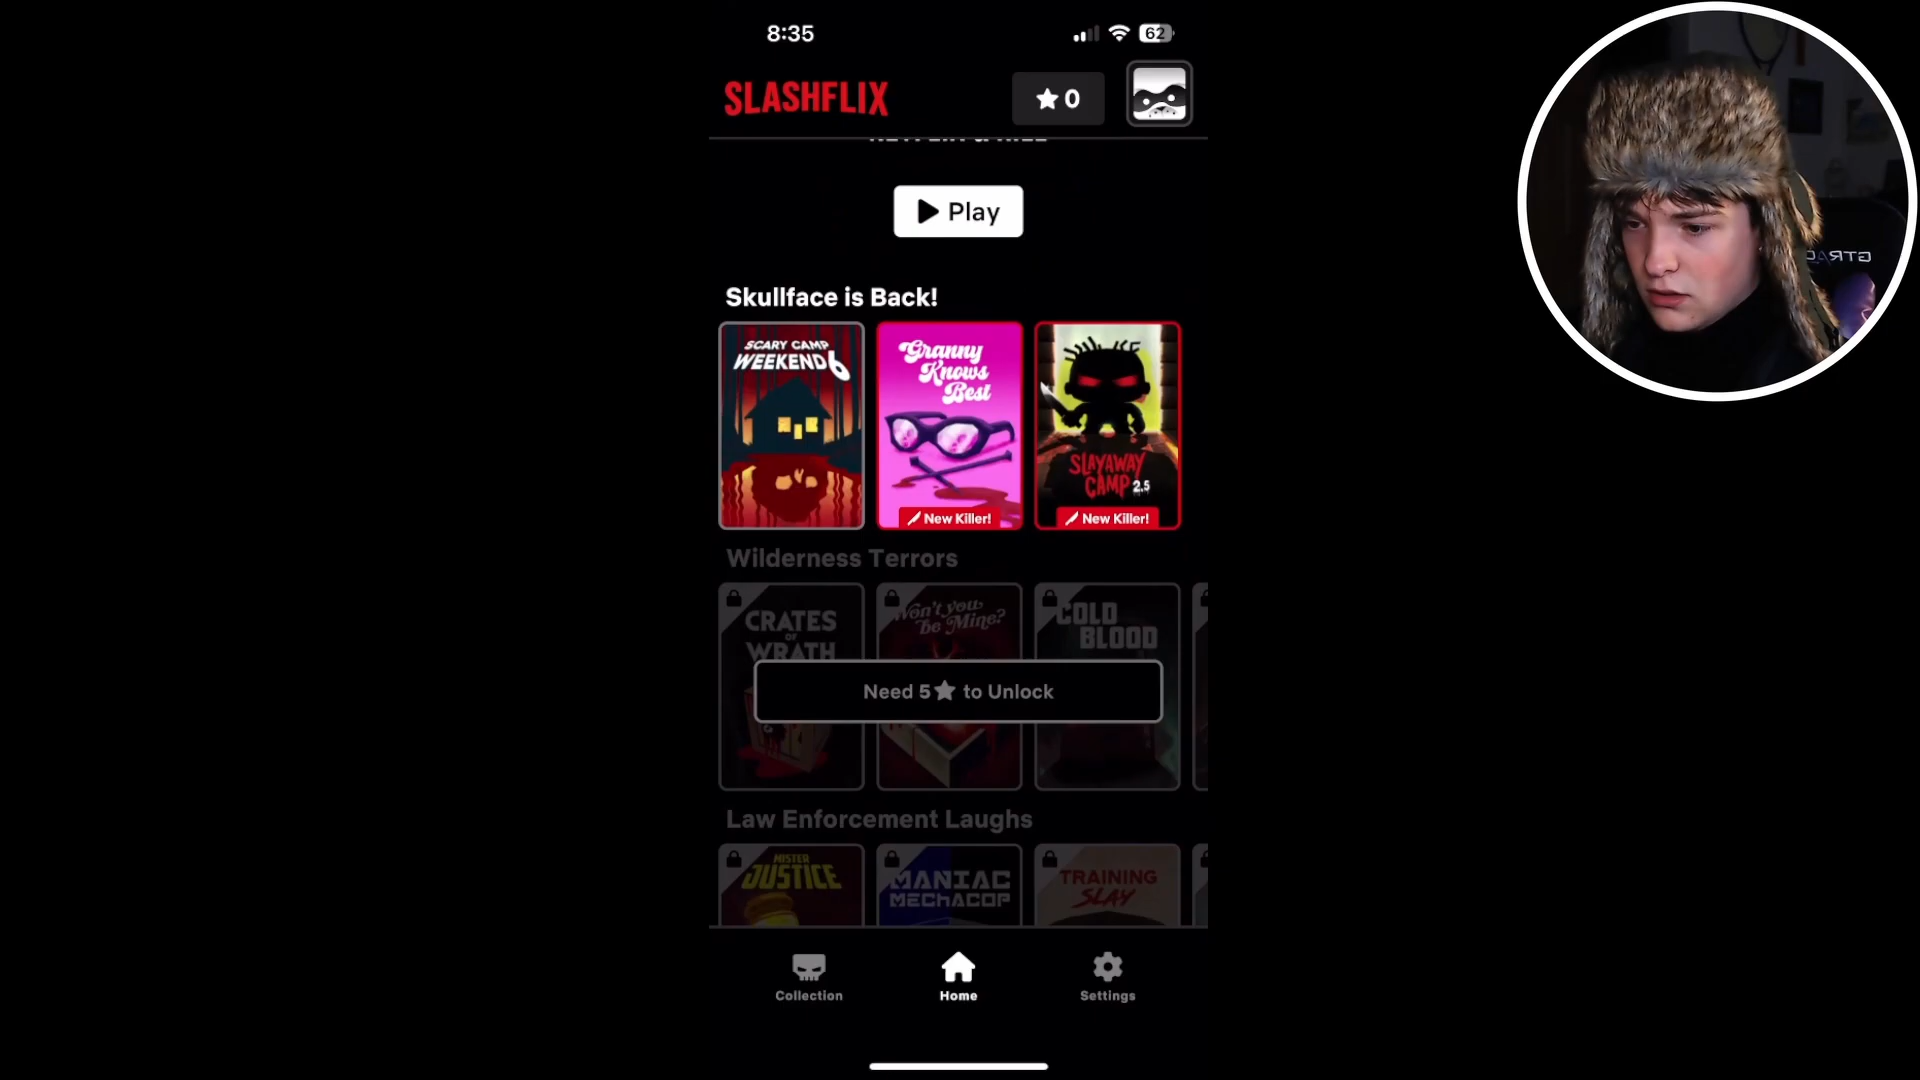 8:35
62
SLASHFLIX
0
Play
Skullface is Back!
SCARY CAMP
WEEKEND 6
Granny
Knows
Best
New Killer!
SLAYAWAY
CAMP 2.5
New Killer!
Wilderness Terrors
CRATES
OF
WRATH
Won't you
be Mine?
COLD
BLOOD
Need 5 to Unlock
Law Enforcement Laughs
MISTER
JUSTICE
MANIAC
MECHACOP
TRAINING
SLAY
Collection
Home
Settings
GTRAC